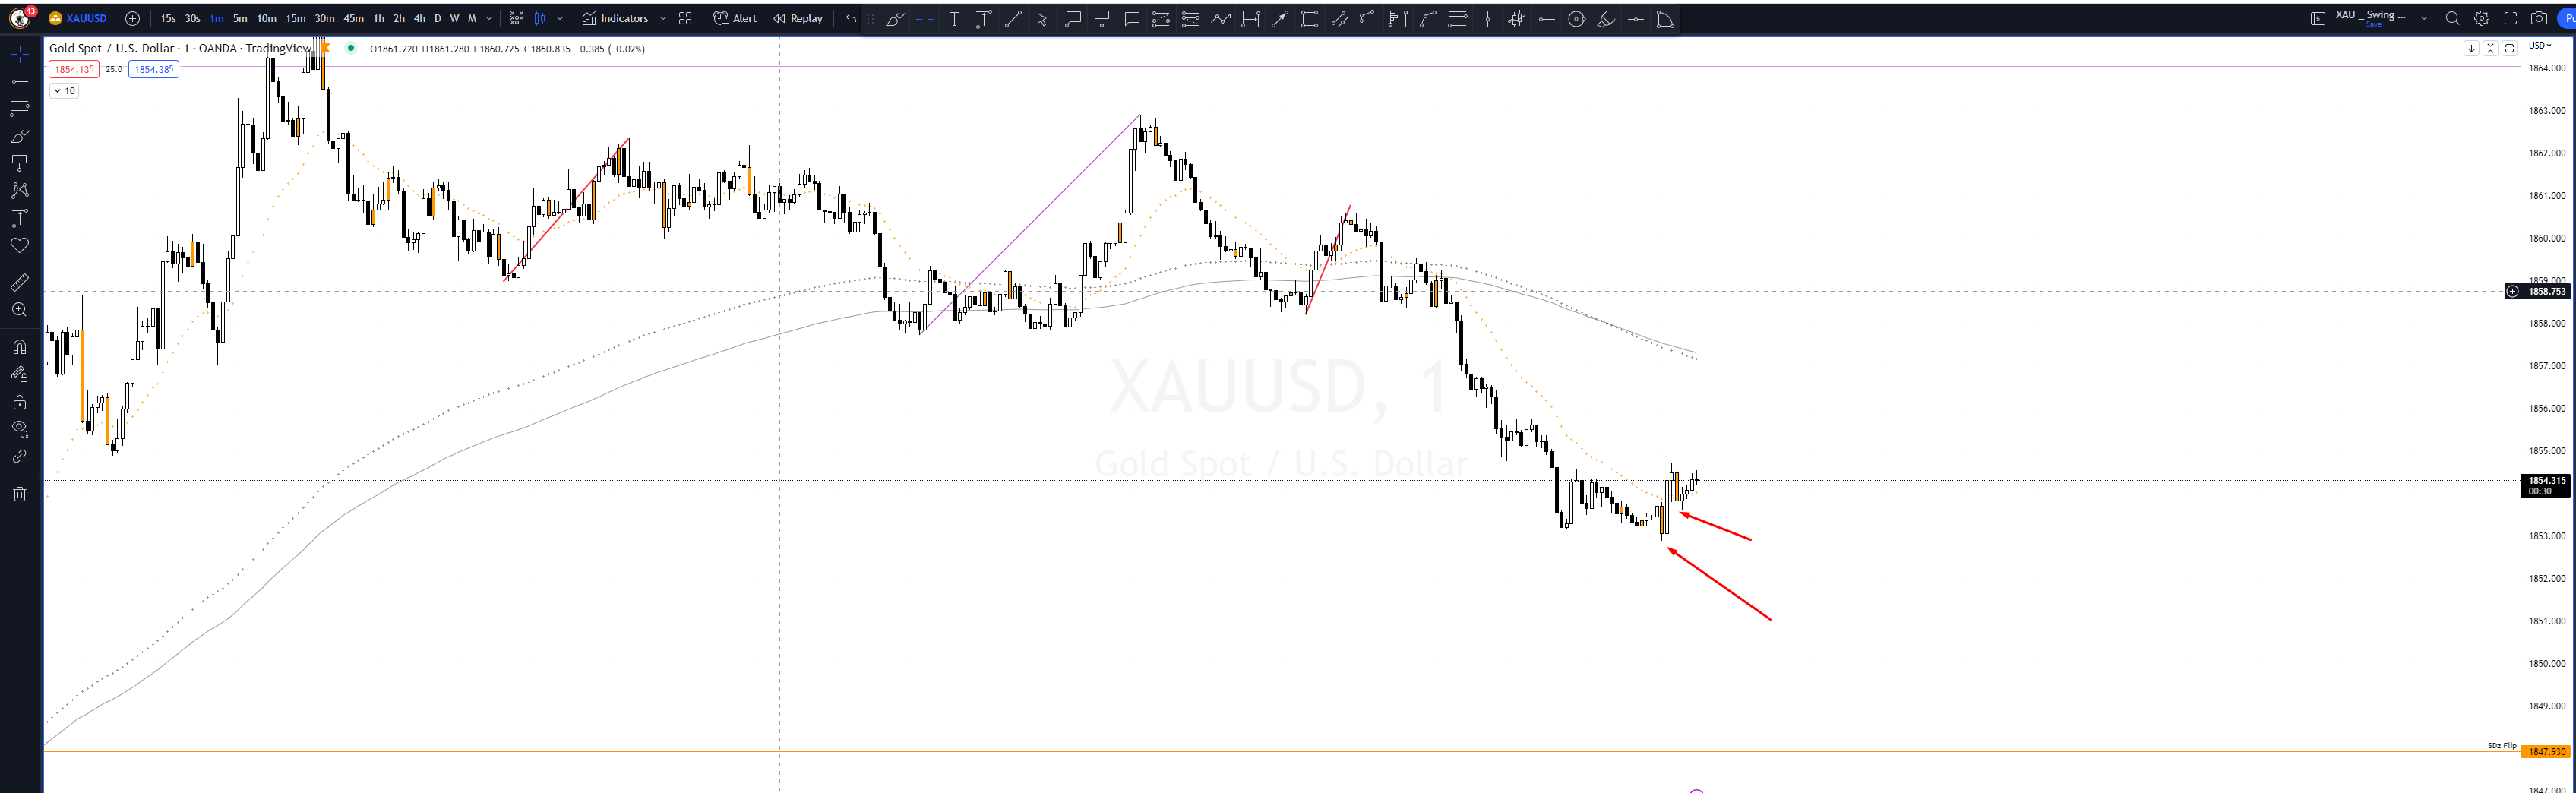 13
XAUUSD 15s 30s 1m 5m 10m 15m 30m 45m 1h 2h 4h D W M Indicators Alert Replay
XAU _ Swing ...
Save
Pu
Gold Spot / U.S. Dollar · 1 · OANDA · TradingView
O1861.220 H1861.280 L1860.725 C1860.835 −0.385 (−0.02%)
USD
1854.135 25.0 1854.385
10
1864.000
1863.000
1862.000
1861.000
1860.000
1859.000
1858.753
1858.000
1857.000
XAUUSD, 1
1856.000
1855.000
Gold Spot / U.S. Dollar
1854.315
00:30
1853.000
1852.000
1851.000
1850.000
1849.000
SDz Flip 1847.930
1847.000